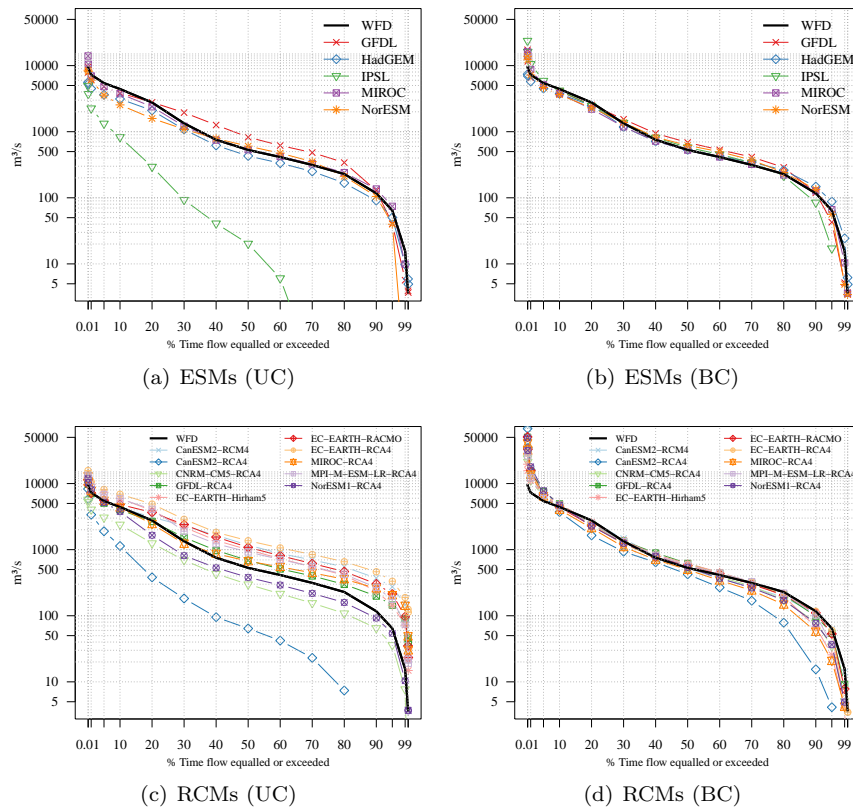 50000
10000
5000
1000
500
100
50
10
5
m³/s
WFD
GFDL
HadGEM
IPSL
MIROC
NorESM
0.01 10 20 30 40 50 60 70 80 90 99
% Time flow equalled or exceeded
(a) ESMs (UC)
50000
10000
5000
1000
500
100
50
10
5
m³/s
WFD
GFDL
HadGEM
IPSL
MIROC
NorESM
0.01 10 20 30 40 50 60 70 80 90 99
% Time flow equalled or exceeded
(b) ESMs (BC)
50000
10000
5000
1000
500
100
50
10
5
m³/s
WFD
CanESM2−RCM4
CanESM2−RCA4
CNRM−CM5−RCA4
GFDL−RCA4
EC−EARTH−Hirham5
EC−EARTH−RACMO
EC−EARTH−RCA4
MIROC−RCA4
MPI−M−ESM−LR−RCA4
NorESM1−RCA4
0.01 10 20 30 40 50 60 70 80 90 99
% Time flow equalled or exceeded
(c) RCMs (UC)
50000
10000
5000
1000
500
100
50
10
5
m³/s
WFD
CanESM2−RCM4
CanESM2−RCA4
CNRM−CM5−RCA4
GFDL−RCA4
EC−EARTH−Hirham5
EC−EARTH−RACMO
EC−EARTH−RCA4
MIROC−RCA4
MPI−M−ESM−LR−RCA4
NorESM1−RCA4
0.01 10 20 30 40 50 60 70 80 90 99
% Time flow equalled or exceeded
(d) RCMs (BC)